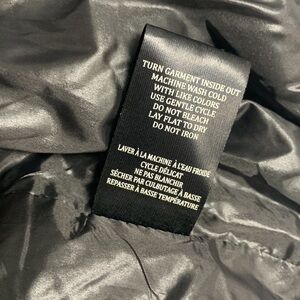 TURN GARMENT INSIDE OUT
MACHINE WASH COLD
WITH LIKE COLORS
USE GENTLE CYCLE
DO NOT BLEACH
LAY FLAT TO DRY
DO NOT IRON
LAVER À LA MACHINE À L'EAU FROIDE
CYCLE DÉLICAT
NE PAS BLANCHIR
SÉCHER PAR CULBUTAGE À BASSE
REPASSER À BASSE TEMPÉRATURE